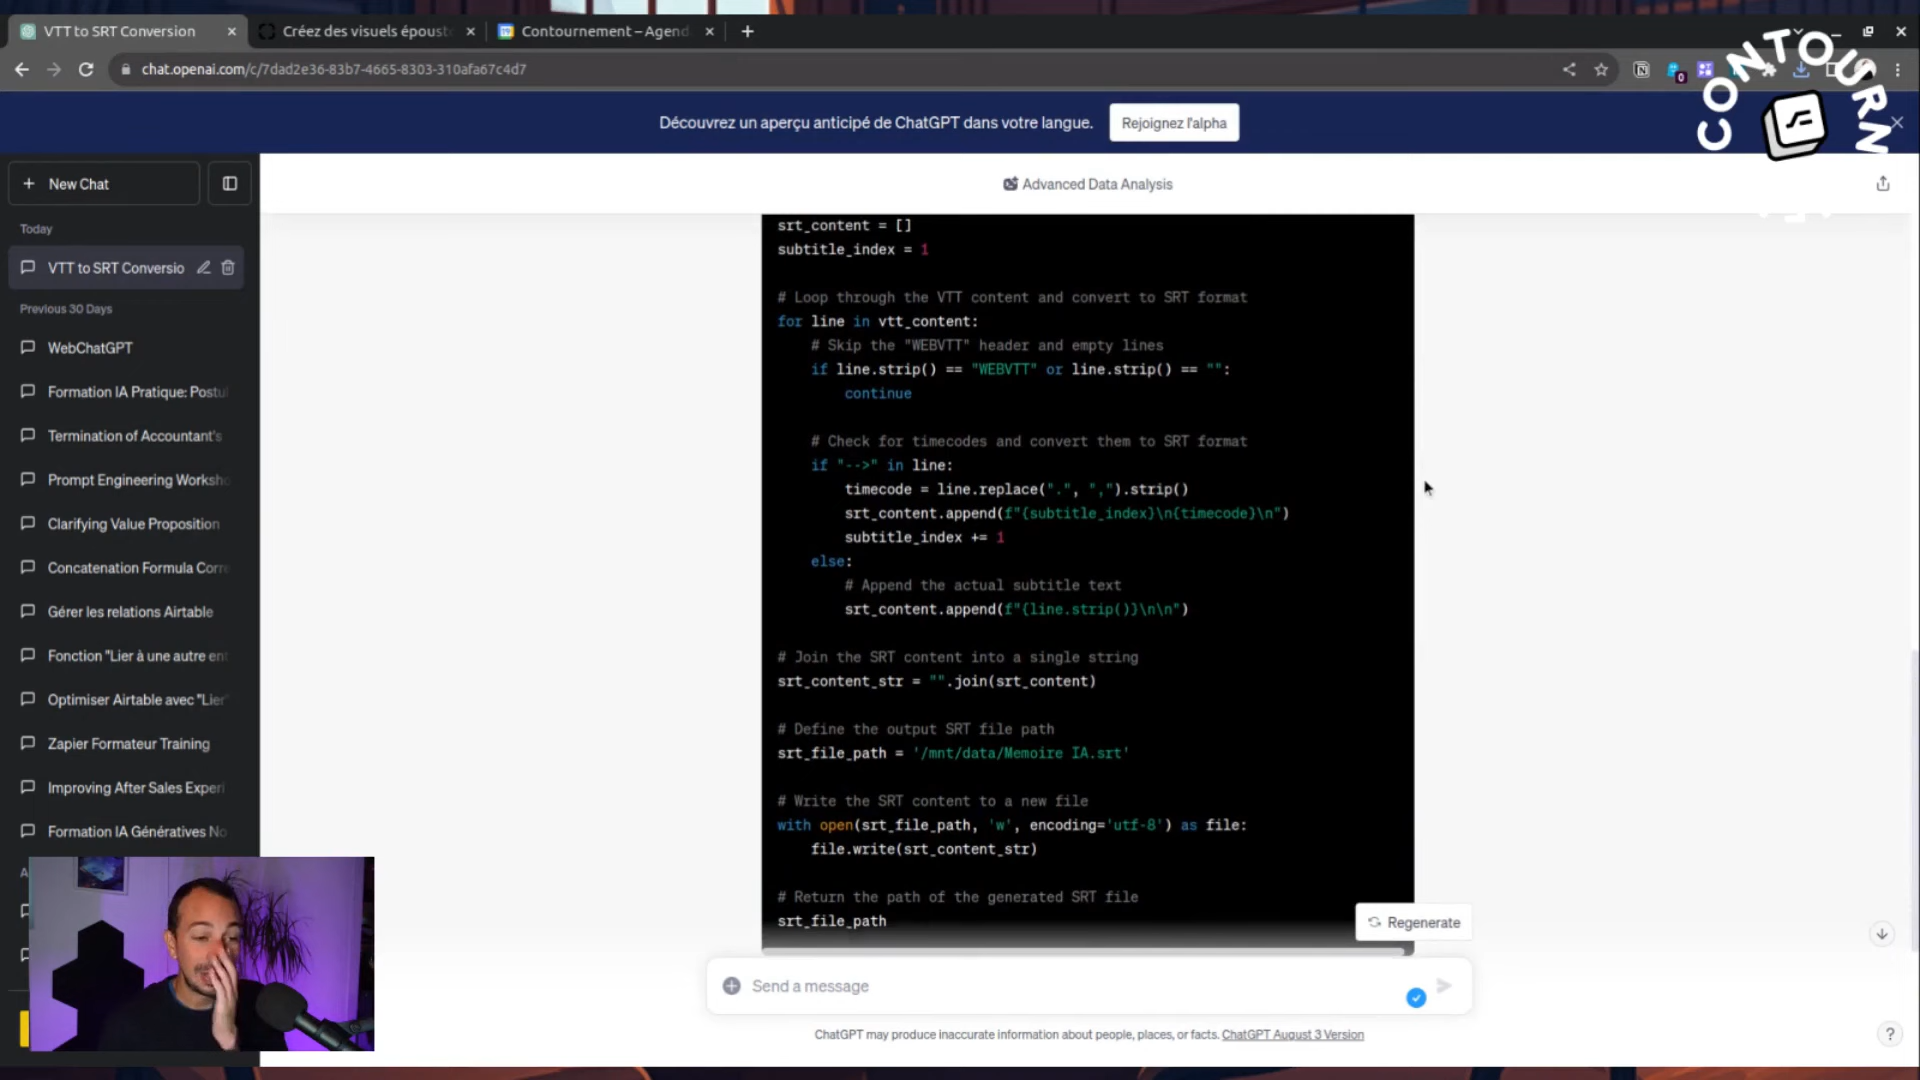 VTT to SRT Conversion
Créez des visuels époust
Contournement – Agend
chat.openai.com/c/7dad2e36-83b7-4665-8303-310afa67c4d7
CONTOURN
Découvrez un aperçu anticipé de ChatGPT dans votre langue.
Rejoignez l'alpha
New Chat
Advanced Data Analysis
Today
VTT to SRT Conversio
Previous 30 Days
WebChatGPT
Formation IA Pratique: Postul
Termination of Accountant's
Prompt Engineering Worksho
Clarifying Value Proposition
Concatenation Formula Corre
Gérer les relations Airtable
Fonction "Lier à une autre ent
Optimiser Airtable avec "Lier"
Zapier Formateur Training
Improving After Sales Experi
Formation IA Génératives No
srt_content = []
subtitle_index = 1
# Loop through the VTT content and convert to SRT format
for line in vtt_content:
# Skip the "WEBVTT" header and empty lines
if line.strip() == "WEBVTT" or line.strip() == "":
continue
# Check for timecodes and convert them to SRT format
if "-->" in line:
timecode = line.replace(".", ",").strip()
srt_content.append(f"{subtitle_index}\n{timecode}\n")
subtitle_index += 1
else:
# Append the actual subtitle text
srt_content.append(f"{line.strip()}\n\n")
# Join the SRT content into a single string
srt_content_str = "".join(srt_content)
# Define the output SRT file path
srt_file_path = '/mnt/data/Memoire IA.srt'
# Write the SRT content to a new file
with open(srt_file_path, 'w', encoding='utf-8') as file:
file.write(srt_content_str)
# Return the path of the generated SRT file
srt_file_path
Regenerate
Send a message
ChatGPT may produce inaccurate information about people, places, or facts. ChatGPT August 3 Version